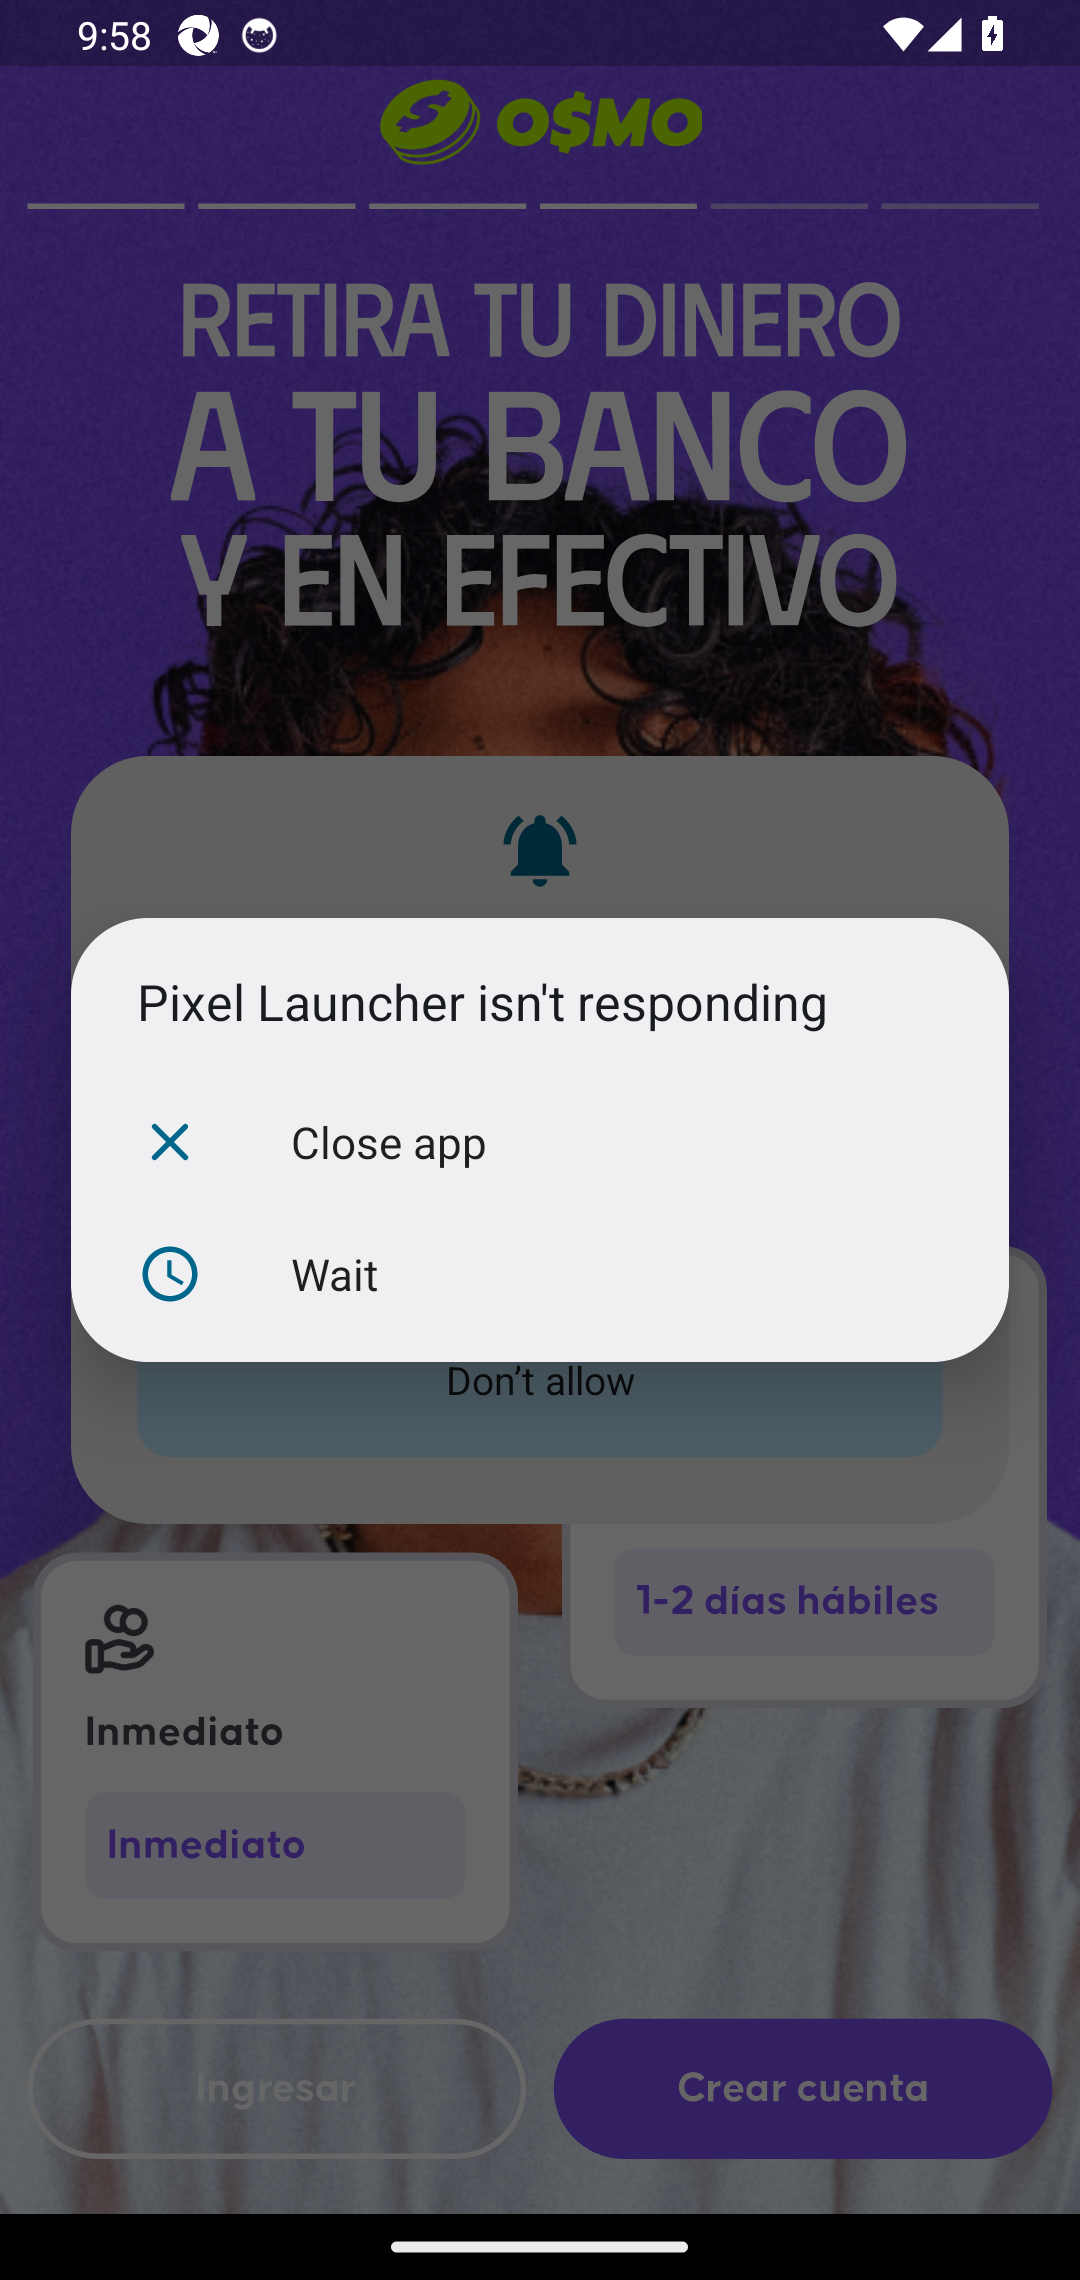 9:58
O$MO
RETIRA TU DINERO
A TU BANCO
Y EN EFECTIVO
Pixel Launcher isn't responding
Close app
Wait
Don’t allow
1-2 días hábiles
Inmediato
Inmediato
Ingresar
Crear cuenta